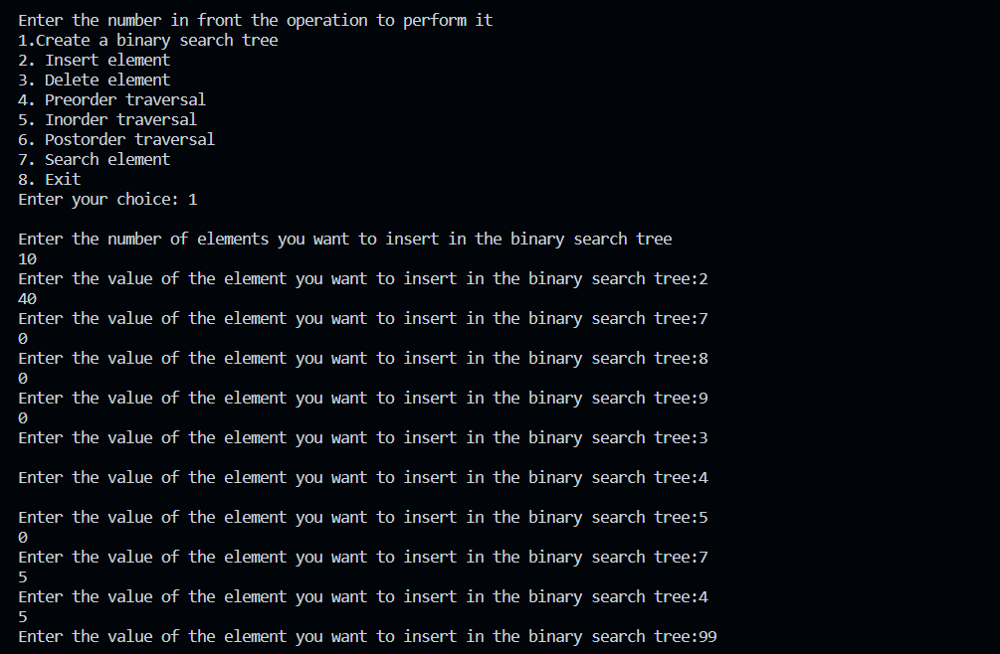 Enter the number in front the operation to perform it
1.Create a binary search tree
2. Insert element
3. Delete element
4. Preorder traversal
5. Inorder traversal
6. Postorder traversal
7. Search element
8. Exit
Enter your choice: 1
Enter the number of elements you want to insert in the binary search tree
10
Enter the value of the element you want to insert in the binary search tree:2
40
Enter the value of the element you want to insert in the binary search tree:7
0
Enter the value of the element you want to insert in the binary search tree:8
0
Enter the value of the element you want to insert in the binary search tree:9
0
Enter the value of the element you want to insert in the binary search tree:3
Enter the value of the element you want to insert in the binary search tree:4
Enter the value of the element you want to insert in the binary search tree:5
0
Enter the value of the element you want to insert in the binary search tree:7
5
Enter the value of the element you want to insert in the binary search tree:4
5
Enter the value of the element you want to insert in the binary search tree:99